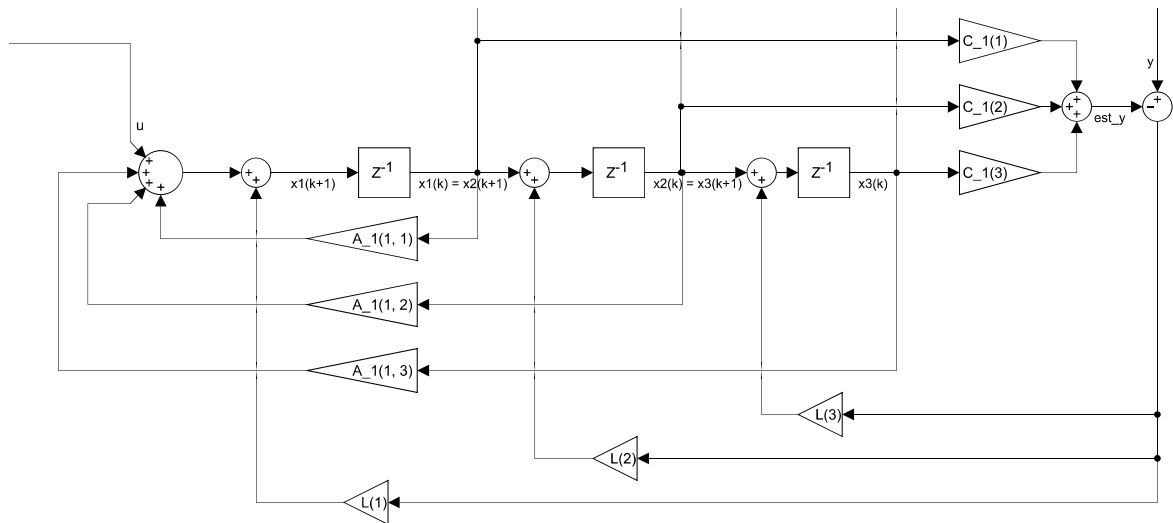 C_1(1)
y
C_1(2)
est_y
u
Z-1
Z-1
Z-1
C_1(3)
x1(k+1)
x1(k) = x2(k+1)
x2(k) = x3(k+1)
x3(k)
A_1(1, 1)
A_1(1, 2)
A_1(1, 3)
L(3)
L(2)
L(1)